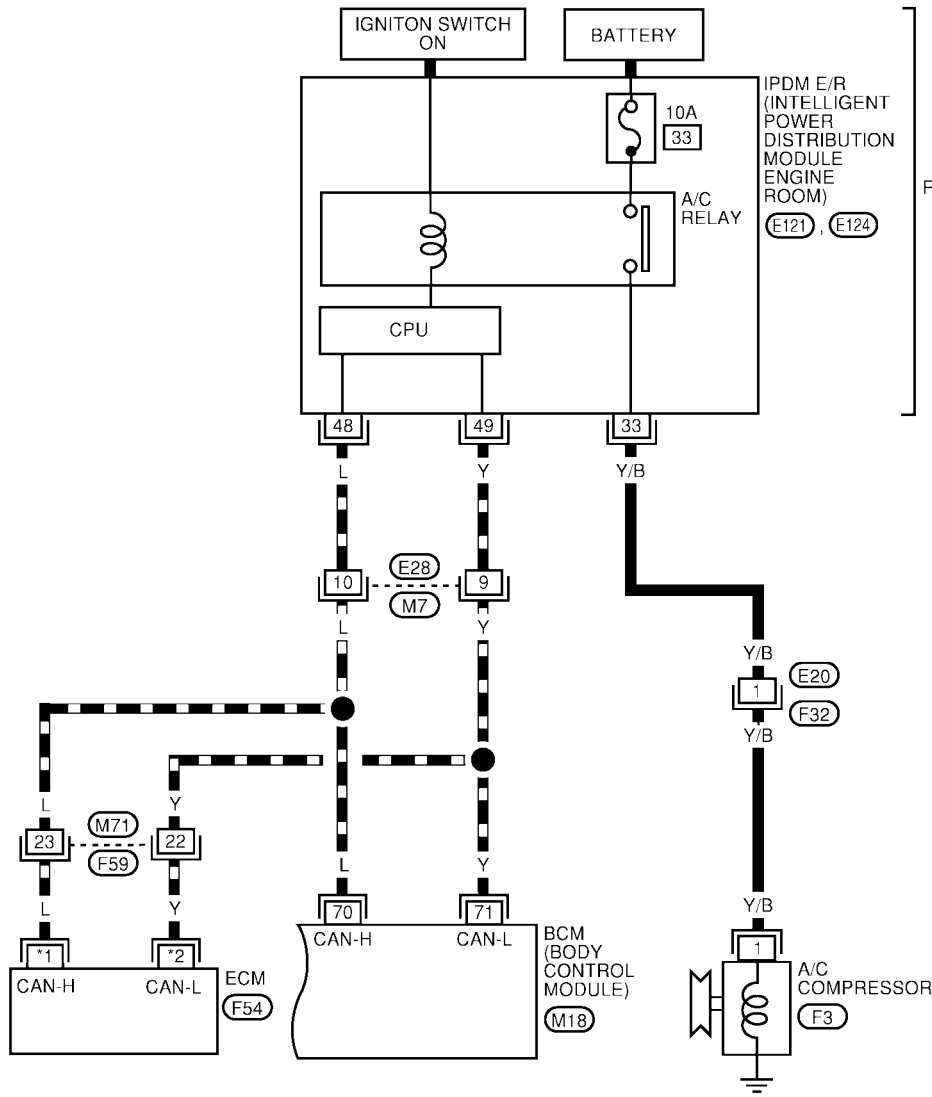 IGNITON SWITCH
ON
BATTERY
10A
33
IPDM E/R
(INTELLIGENT
POWER
DISTRIBUTION
MODULE
ENGINE
ROOM)
E121 , E124
A/C
RELAY
CPU
48
49
33
L
Y
Y/B
10
E28
9
M7
L
Y
Y/B
1
E20
F32
Y/B
L
Y
23
M71
22
F59
L
Y
L
Y
Y/B
*1
*2
70
71
1
CAN-H
CAN-L
ECM
F54
CAN-H
CAN-L
BCM
(BODY
CONTROL
MODULE)
M18
A/C
COMPRESSOR
F3